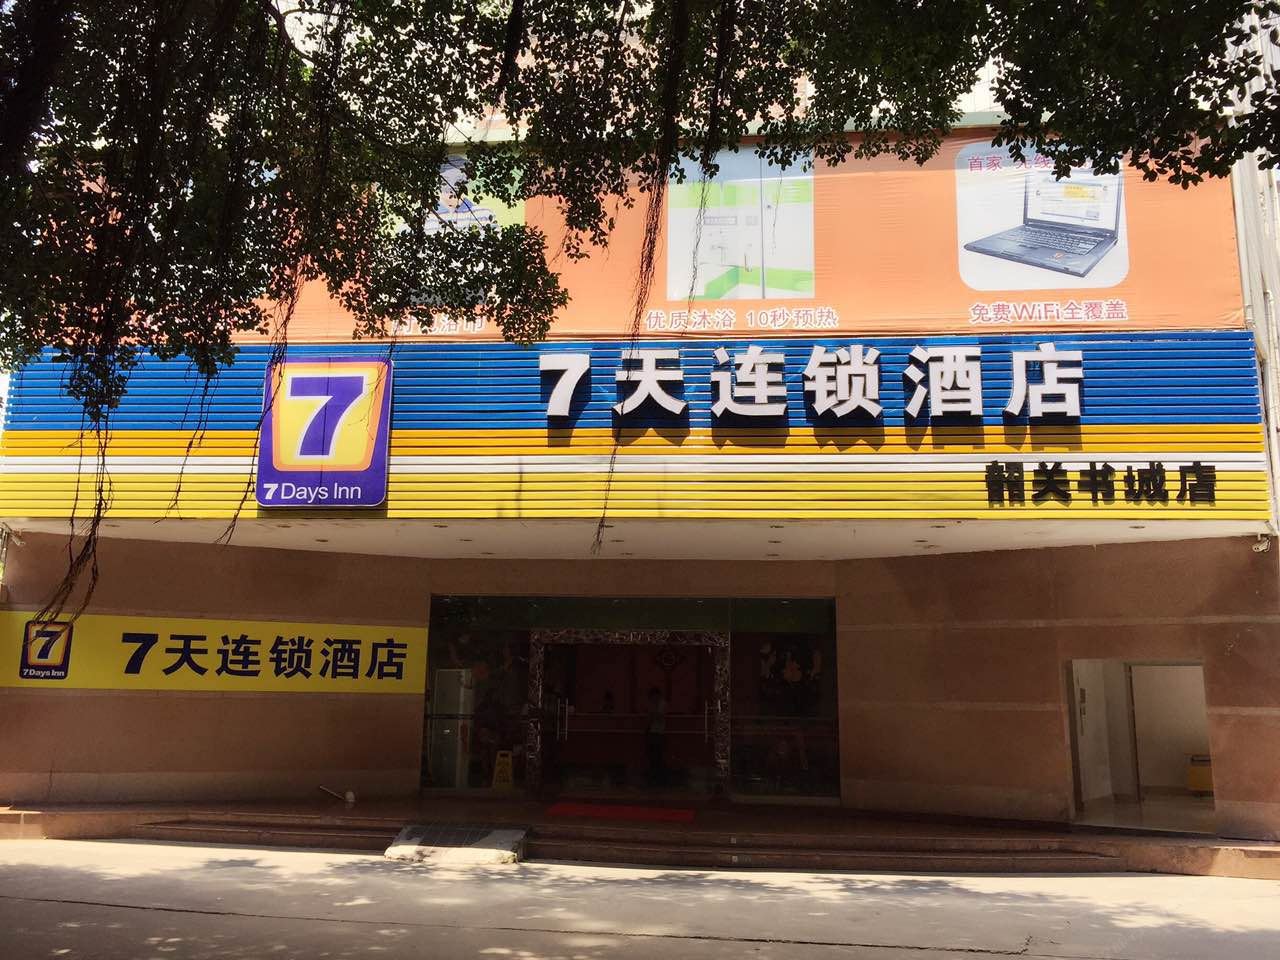 首家
优质沐浴 10秒预热
免费WiFi全覆盖
7
7 Days Inn
7天连锁酒店
韶关书城店
7
7 Days Inn
7天连锁酒店